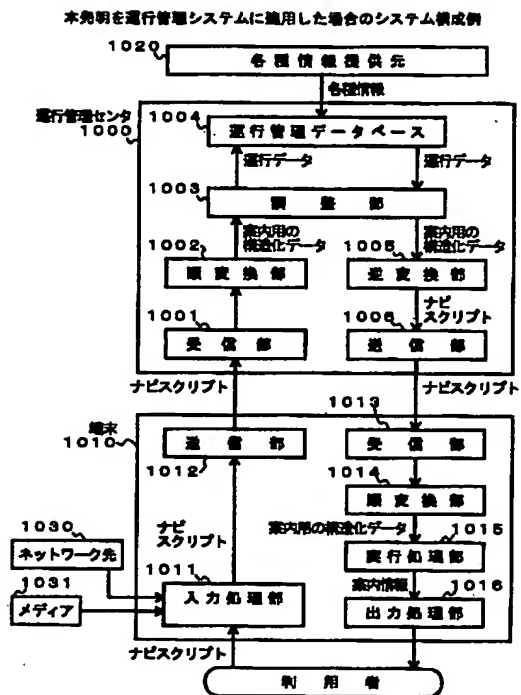 本発明を運行管理システムに適用した場合のシステム構成例
1020
各種情報提供元
各種情報
運行管理センタ
1000
1004
運行管理データベース
運行データ
運行データ
1003
調整部
案内用の
構造化データ
案内用の
構造化データ
1002
順変換部
1005
逆変換部
ナビ
スクリプト
1001
受信部
1006
送信部
ナビスクリプト
ナビスクリプト
端末
1010
送信部
1012
1013
受信部
1014
順変換部
ナビ
スクリプト
案内用の構造化データ
1015
実行処理部
1030
ネットワーク先
1031
メディア
1011
入力処理部
案内情報
1016
出力処理部
ナビスクリプト
利用者